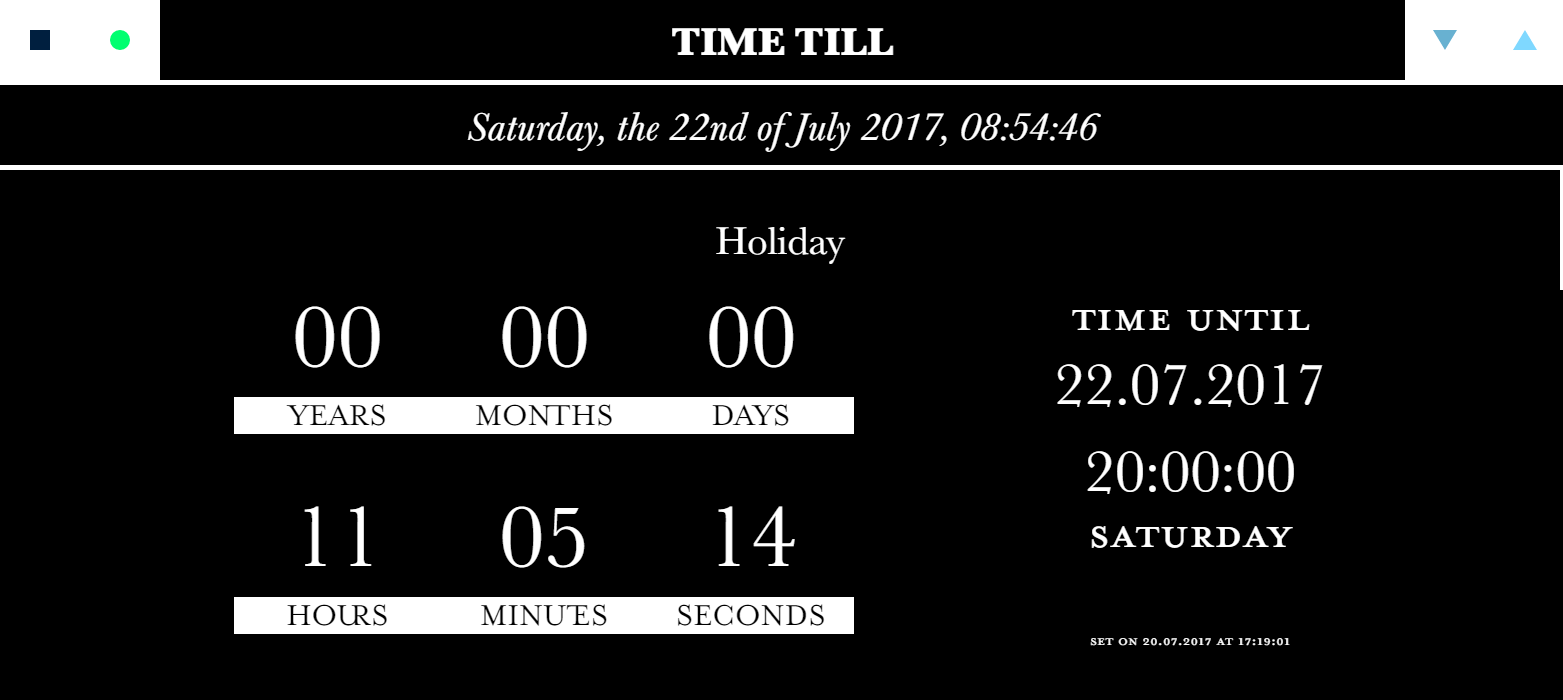 TIME TILL
Saturday, the 22nd of July 2017, 08:54:46
Holiday
00 00 00
YEARS MONTHS DAYS
11 05 14
HOURS MINUTES SECONDS
TIME UNTIL
22.07.2017
20:00:00
SATURDAY
SET ON 20.07.2017 AT 17:19:01